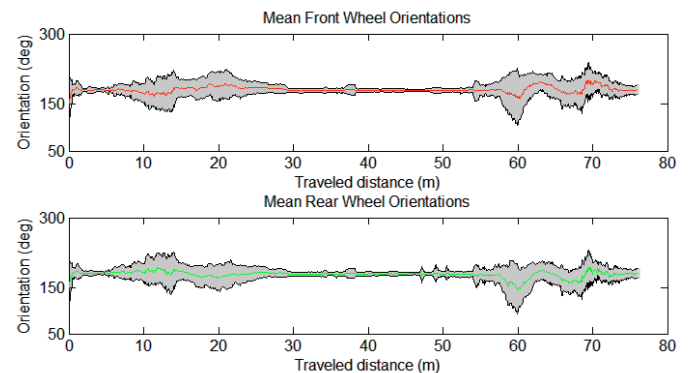 Mean Front Wheel Orientations
300
150
50
Orientation (deg)
0 10 20 30 40 50 60 70 80
Traveled distance (m)
Mean Rear Wheel Orientations
300
150
50
Orientation (deg)
0 10 20 30 40 50 60 70 80
Traveled distance (m)